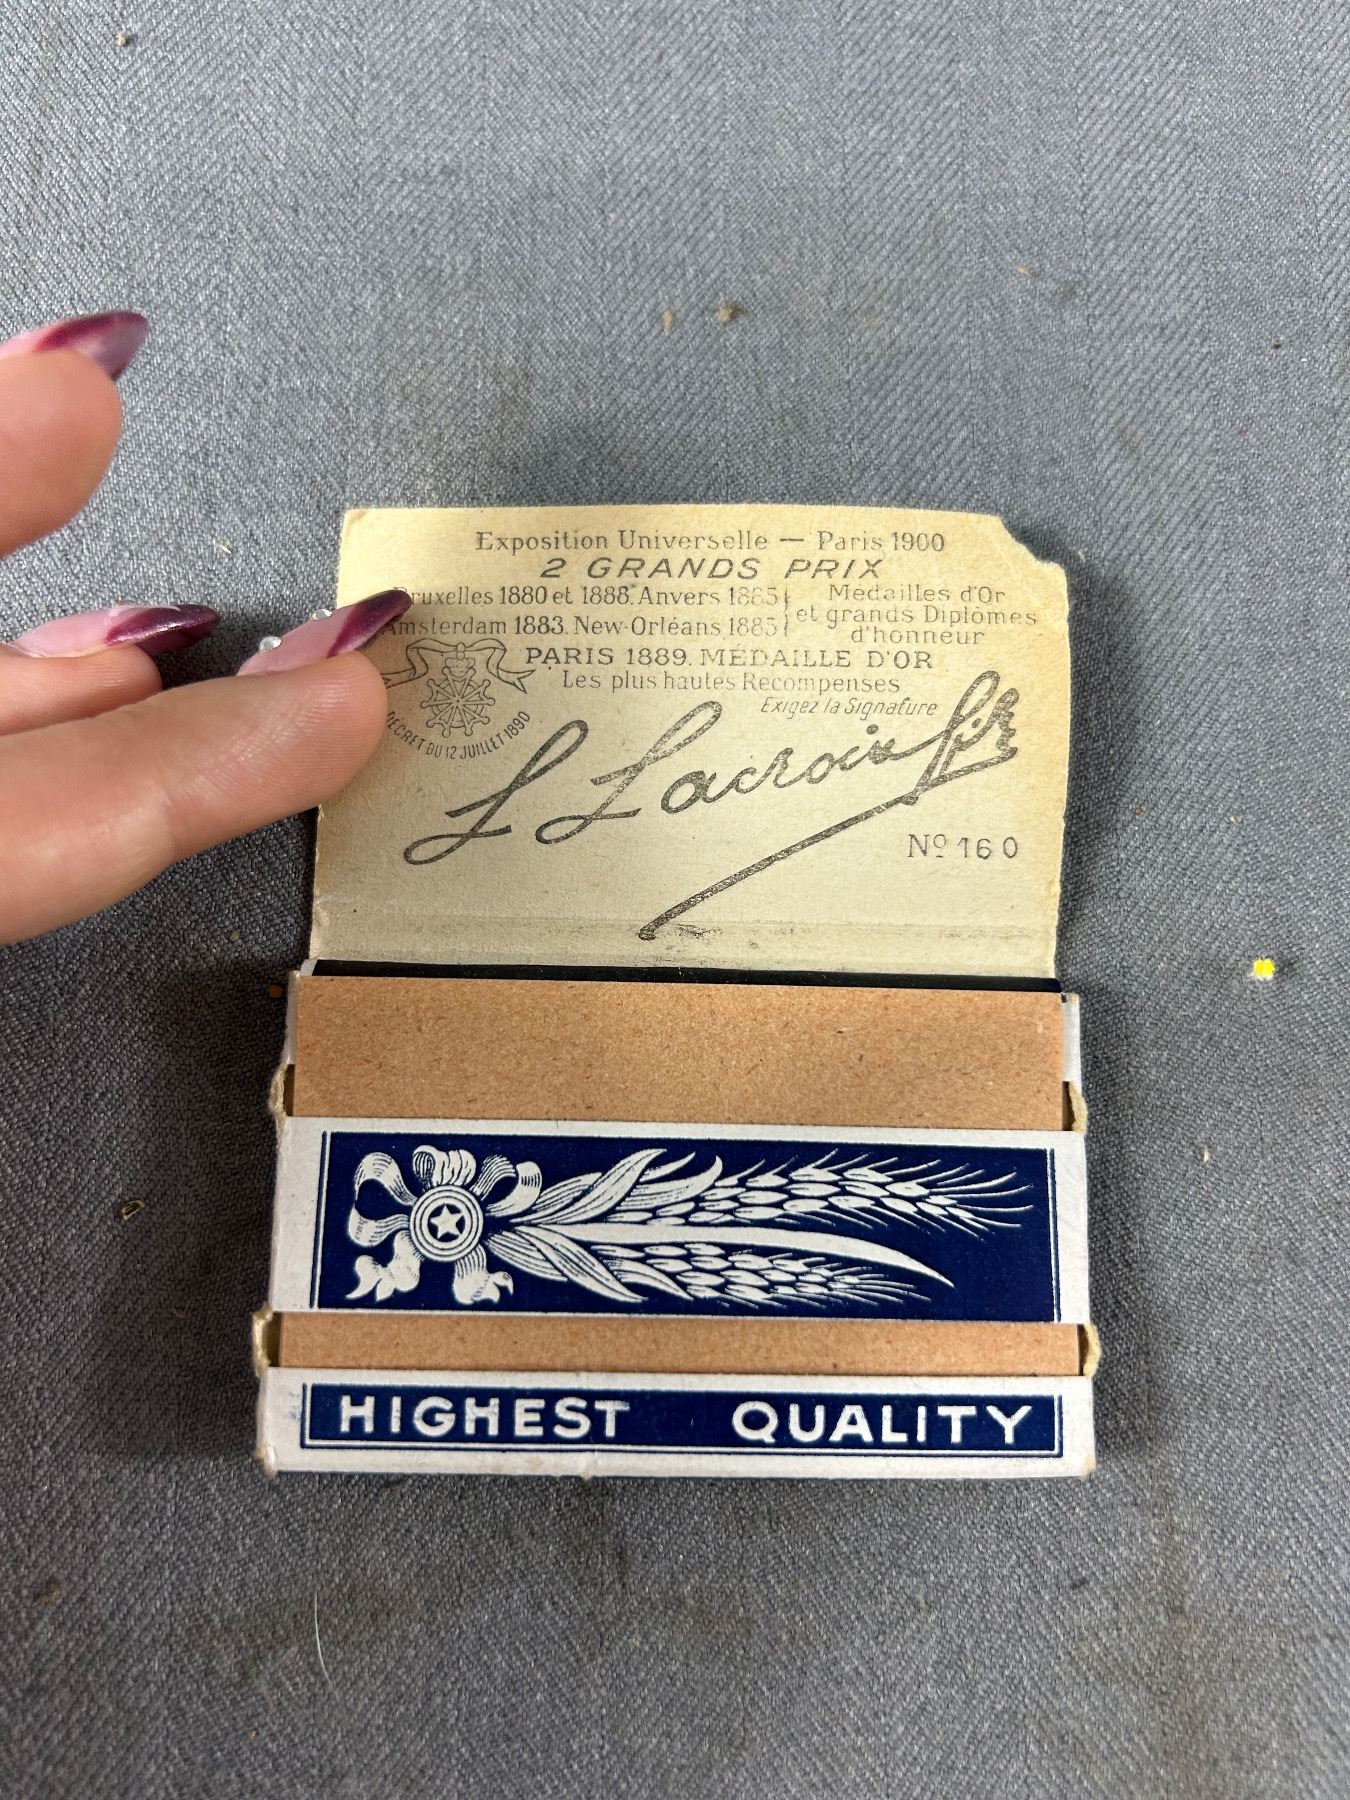 Exposition Universelle — Paris 1900
2 GRANDS PRIX
Bruxelles 1880 et 1888. Anvers 1885 Médailles d'Or
Amsterdam 1883. New-Orléans 1885 et grands Diplômes
d'honneur
PARIS 1889. MÉDAILLE D'OR
Les plus hautes Récompenses
Exigez la Signature
DECRET DU 12 JUILLET 1890
L Lacroix fils
Nº 160
HIGHEST QUALITY